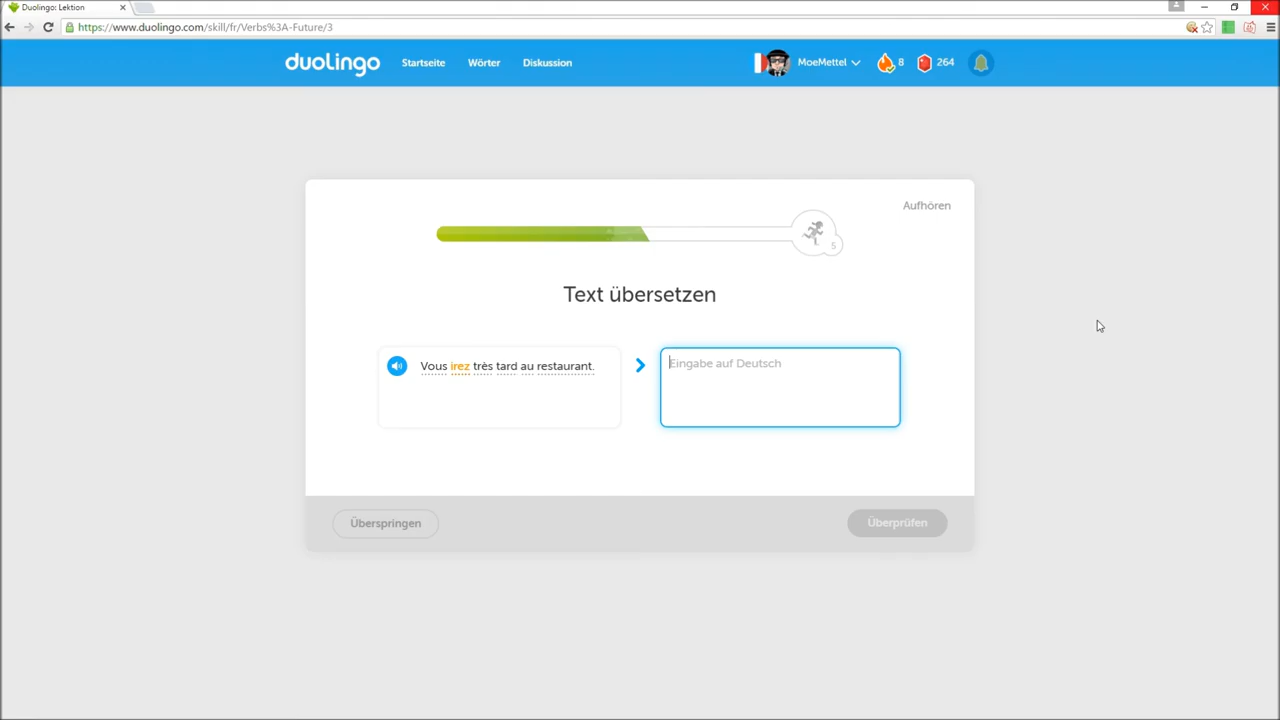 Duolingo: Lektion
https://www.duolingo.com/skill/fr/Verbs%3A-Future/3
duolingo
Startseite
Wörter
Diskussion
MoeMettel
8
264
Aufhören
5
Text übersetzen
Vous irez très tard au restaurant.
Eingabe auf Deutsch
Überspringen
Überprüfen